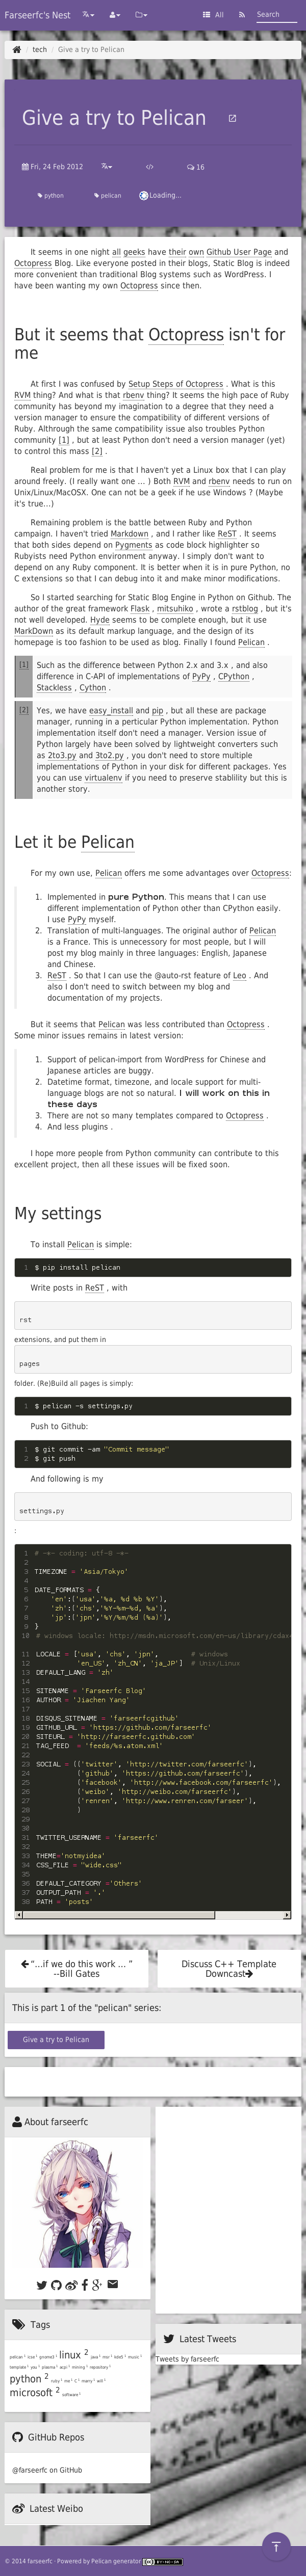 Farseerfc's Nest All Search
tech / Give a try to Pelican
Give a try to Pelican
Fri, 24 Feb 2012 16
python pelican Loading...
It seems in one night all geeks have their own Github User Page and
Octopress Blog. Like everyone posted in their blogs, Static Blog is indeed
more convenient than traditional Blog systems such as WordPress. I
have been wanting my own Octopress since then.
But it seems that Octopress isn't for
me
At first I was confused by Setup Steps of Octopress . What is this
RVM thing? And what is that rbenv thing? It seems the high pace of Ruby
community has beyond my imagination to a degree that they need a
version manager to ensure the compatibility of different versions of
Ruby. Although the same compatibility issue also troubles Python
community [1] , but at least Python don't need a version manager (yet)
to control this mass [2] .
Real problem for me is that I haven't yet a Linux box that I can play
around freely. (I really want one ... ) Both RVM and rbenv needs to run on
Unix/Linux/MacOSX. One can not be a geek if he use Windows ? (Maybe
it's true...)
Remaining problem is the battle between Ruby and Python
campaign. I haven't tried Markdown , and I rather like ReST . It seems
that both sides depend on Pygments as code block highlighter so
Rubyists need Python environment anyway . I simply don't want to
depend on any Ruby component. It is better when it is in pure Python, no
C extensions so that I can debug into it and make minor modifications.
So I started searching for Static Blog Engine in Python on Github. The
author of the great framework Flask , mitsuhiko , wrote a rstblog , but it's
not well developed. Hyde seems to be complete enough, but it use
MarkDown as its default markup language, and the design of its
homepage is to fashion to be used as blog. Finally I found Pelican .
[1] Such as the difference between Python 2.x and 3.x , and also
difference in C-API of implementations of PyPy , CPython ,
Stackless , Cython .
[2] Yes, we have easy_install and pip , but all these are package
manager, running in a perticular Python implementation. Python
implementation itself don't need a manager. Version issue of
Python largely have been solved by lightweight converters such
as 2to3.py and 3to2.py , you don't need to store multiple
implementations of Python in your disk for different packages. Yes
you can use virtualenv if you need to preserve stablility but this is
another story.
Let it be Pelican
For my own use, Pelican offers me some advantages over Octopress:
1. Implemented in pure Python. This means that I can use
different implementation of Python other than CPython easily.
I use PyPy myself.
2. Translation of multi-languages. The original author of Pelican
is a France. This is unnecessary for most people, but I will
post my blog mainly in three languages: English, Japanese
and Chinese.
3. ReST . So that I can use the @auto-rst feature of Leo . And
also I don't need to switch between my blog and
documentation of my projects.
But it seems that Pelican was less contributed than Octopress .
Some minor issues remains in latest version:
1. Support of pelican-import from WordPress for Chinese and
Japanese articles are buggy.
2. Datetime format, timezone, and locale support for multi-
language blogs are not so natural. I will work on this in
these days
3. There are not so many templates compared to Octopress .
4. And less plugins .
I hope more people from Python community can contribute to this
excellent project, then all these issues will be fixed soon.
My settings
To install Pelican is simple:
1 $ pip install pelican
Write posts in ReST , with
rst
extensions, and put them in
pages
folder. (Re)Build all pages is simply:
1 $ pelican -s settings.py
Push to Github:
1 $ git commit -am "Commit message"
2 $ git push
And following is my
settings.py
:
1 # -*- coding: utf-8 -*-
2
3 TIMEZONE = 'Asia/Tokyo'
4
5 DATE_FORMATS = {
6 'en':('usa','%a, %d %b %Y'),
7 'zh':('chs','%Y-%m-%d, %a'),
8 'jp':('jpn','%Y/%m/%d (%a)'),
9 }
10 # windows locale: http://msdn.microsoft.com/en-us/library/cdax
11 LOCALE = ['usa', 'chs', 'jpn', # windows
12 'en_US', 'zh_CN', 'ja_JP'] # Unix/Linux
13 DEFAULT_LANG = 'zh'
14
15 SITENAME = 'Farseerfc Blog'
16 AUTHOR = 'Jiachen Yang'
17
18 DISQUS_SITENAME = 'farseerfcgithub'
19 GITHUB_URL = 'https://github.com/farseerfc'
20 SITEURL = 'http://farseerfc.github.com'
21 TAG_FEED = 'feeds/%s.atom.xml'
22
23 SOCIAL = (('twitter', 'http://twitter.com/farseerfc'),
24 ('github', 'https://github.com/farseerfc'),
25 ('facebook', 'http://www.facebook.com/farseerfc'),
26 ('weibo', 'http://weibo.com/farseerfc'),
27 ('renren', 'http://www.renren.com/farseer'),
28 )
29
30
31 TWITTER_USERNAME = 'farseerfc'
32
33 THEME='notmyidea'
34 CSS_FILE = "wide.css"
35
36 DEFAULT_CATEGORY ='Others'
37 OUTPUT_PATH = '.'
38 PATH = 'posts'
“...if we do this work ... ”
--Bill Gates
Discuss C++ Template
Downcast
This is part 1 of the "pelican" series:
Give a try to Pelican
About farseerfc
Tags
linux 2
python 2
microsoft 2 software 1
GitHub Repos
@farseerfc on GitHub
Latest Weibo
Latest Tweets
Tweets by farseerfc
© 2014 farseerfc · Powered by Pelican generator